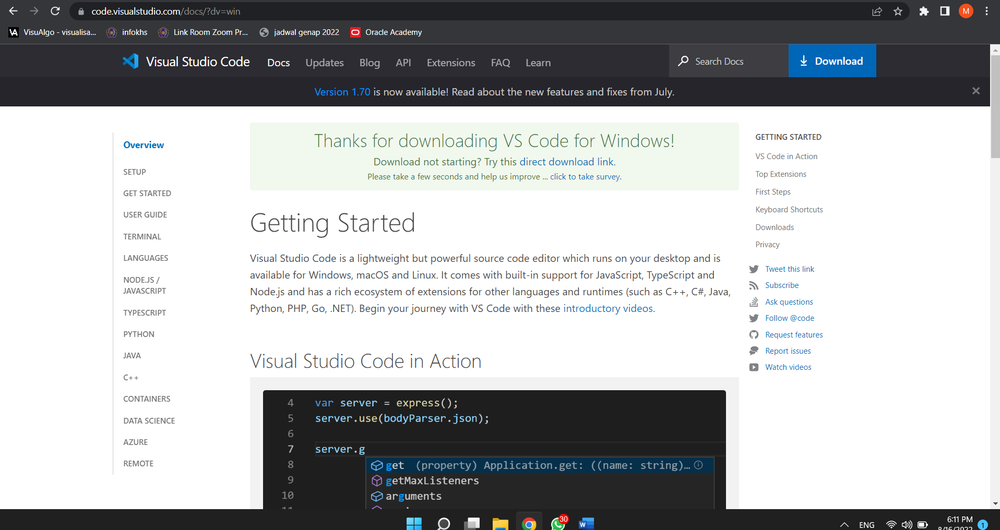 code.visualstudio.com/docs/?dv=win
M
VisuAlgo - visualisa...
infokhs
Link Room Zoom Pr...
jadwal genap 2022
Oracle Academy
Visual Studio Code
Docs
Updates
Blog
API
Extensions
FAQ
Learn
Search Docs
Download
Version 1.70 is now available! Read about the new features and fixes from July.
Overview
SETUP
GET STARTED
USER GUIDE
TERMINAL
LANGUAGES
NODE.JS /
JAVASCRIPT
TYPESCRIPT
PYTHON
JAVA
C++
CONTAINERS
DATA SCIENCE
AZURE
REMOTE
Thanks for downloading VS Code for Windows!
Download not starting? Try this direct download link.
Please take a few seconds and help us improve ... click to take survey.
Getting Started
Visual Studio Code is a lightweight but powerful source code editor which runs on your desktop and is
available for Windows, macOS and Linux. It comes with built-in support for JavaScript, TypeScript and
Node.js and has a rich ecosystem of extensions for other languages and runtimes (such as C++, C#, Java,
Python, PHP, Go, .NET). Begin your journey with VS Code with these introductory videos.
Visual Studio Code in Action
4 var server = express();
5 server.use(bodyParser.json);
6
7 server.g
8 get (property) Application.get: ((name: string)...
9 getMaxListeners
10 arguments
11
GETTING STARTED
VS Code in Action
Top Extensions
First Steps
Keyboard Shortcuts
Downloads
Privacy
Tweet this link
Subscribe
Ask questions
Follow @code
Request features
Report issues
Watch videos
30
W
ENG
6:11 PM
8/16/2022
1